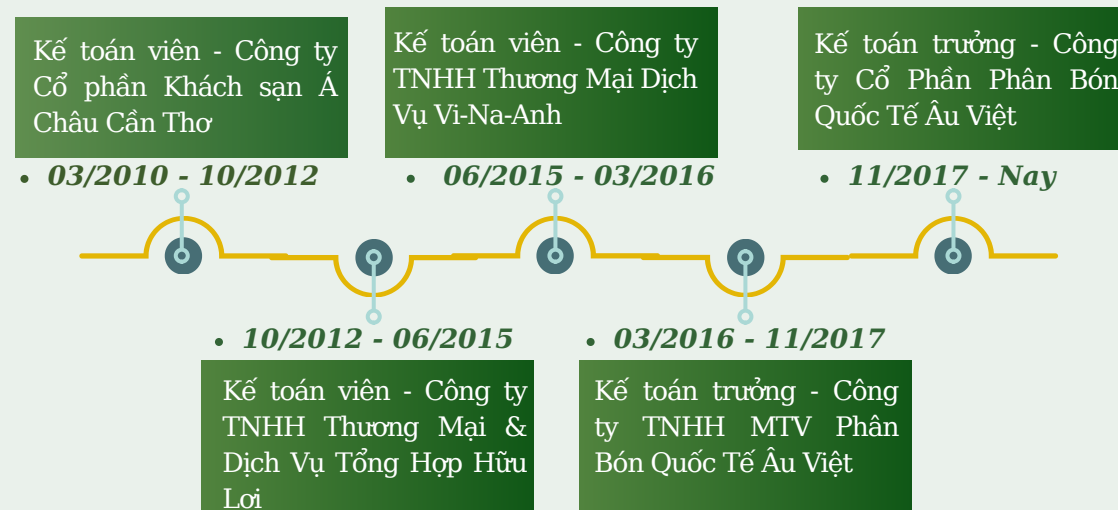 Kế toán viên - Công ty
Cổ phần Khách sạn Á
Châu Cần Thơ
• 03/2010 - 10/2012
Kế toán viên - Công ty
TNHH Thương Mại Dịch
Vụ Vi-Na-Anh
• 06/2015 - 03/2016
Kế toán trưởng - Công
ty Cổ Phần Phân Bón
Quốc Tế Âu Việt
• 11/2017 - Nay
• 10/2012 - 06/2015
Kế toán viên - Công ty
TNHH Thương Mại &
Dịch Vụ Tổng Hợp Hữu
Lợi
• 03/2016 - 11/2017
Kế toán trưởng - Công
ty TNHH MTV Phân
Bón Quốc Tế Âu Việt